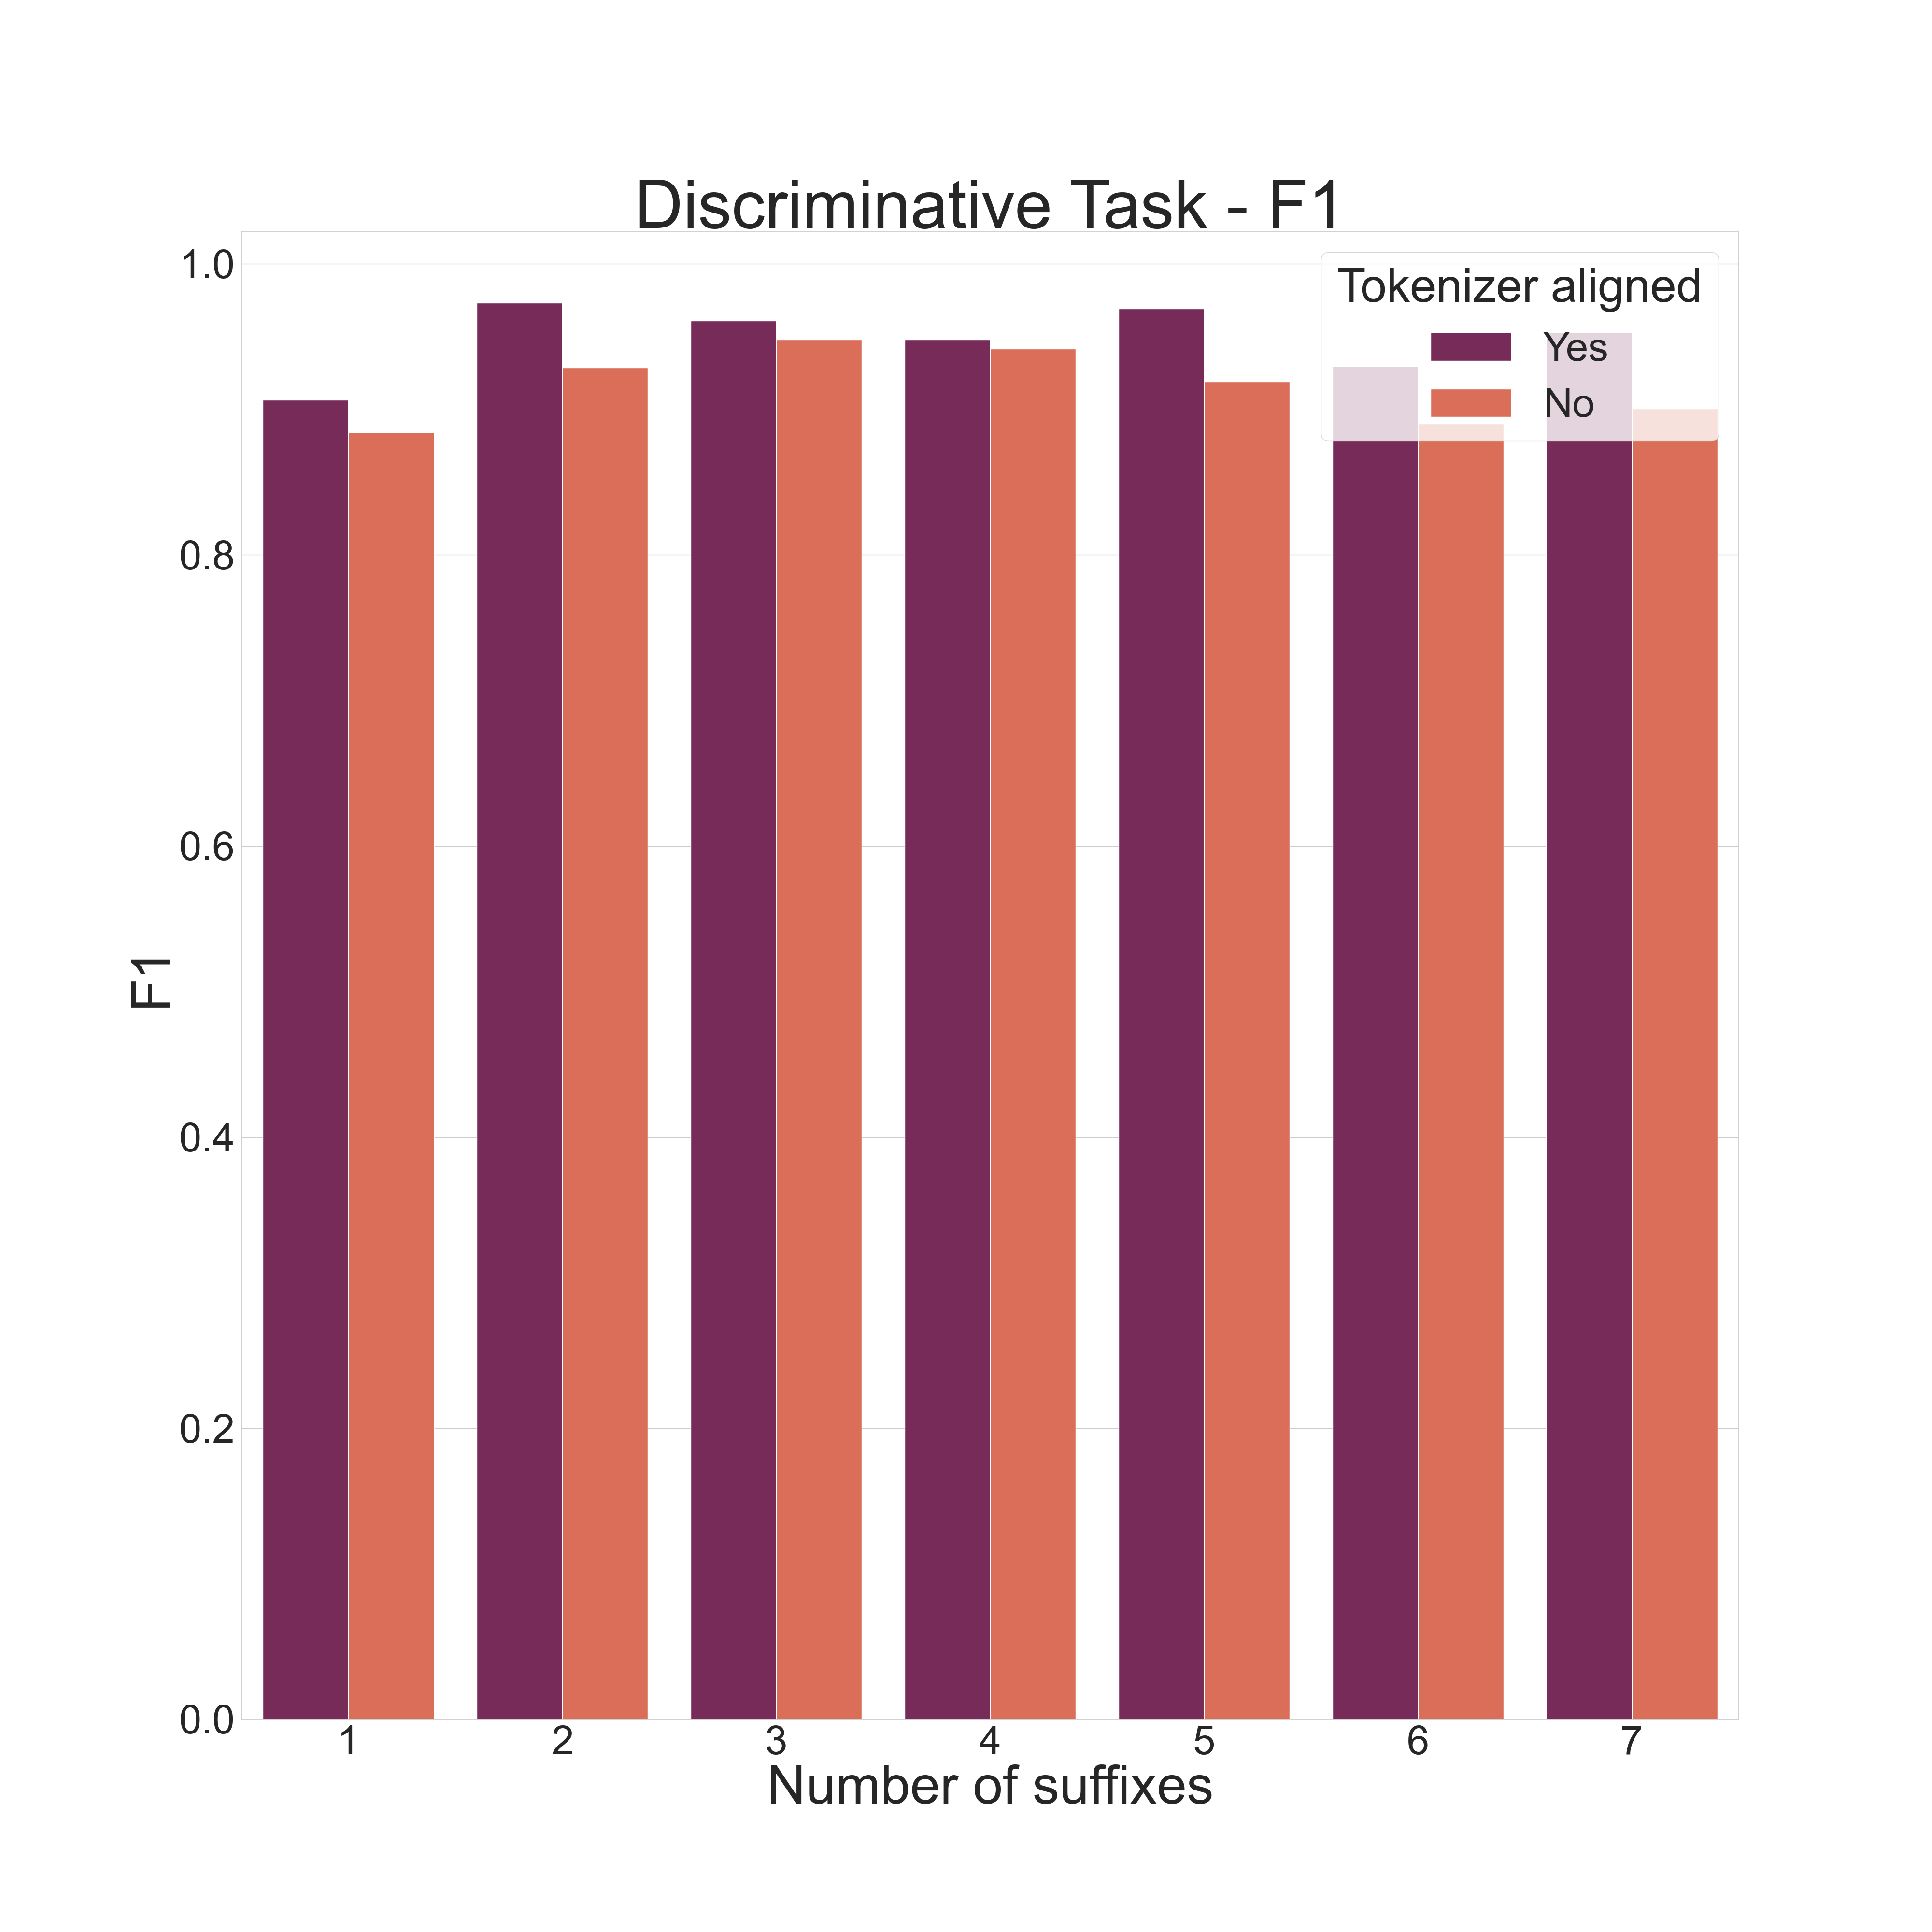 Discriminative Task - F1
Tokenizer aligned
Yes
No
1.0
0.8
0.6
0.4
0.2
0.0
F1
1 2 3 4 5 6 7
Number of suffixes